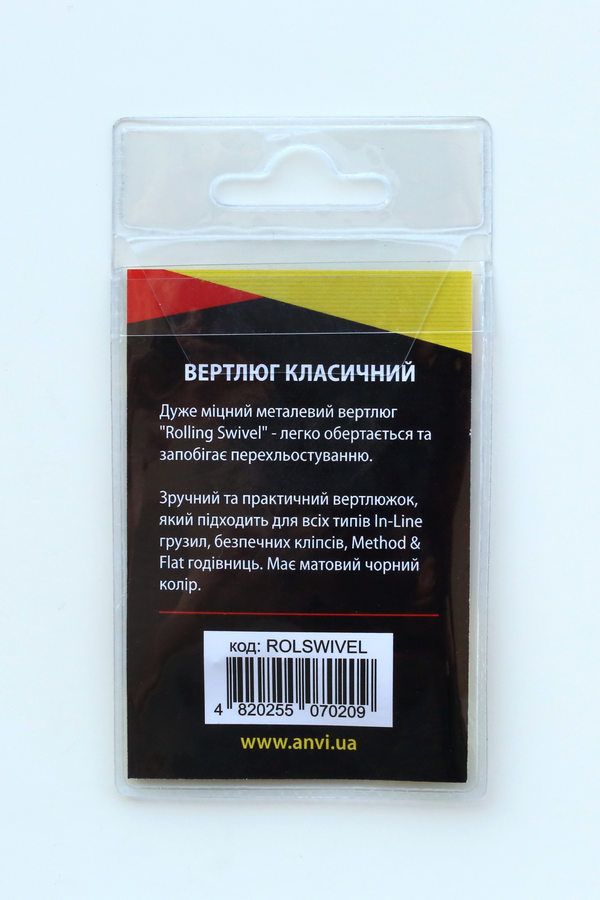 ВЕРТЛЮГ КЛАСИЧНИЙ
Дуже міцний металевий вертлюг
"Rolling Swivel" - легко обертається та
запобігає перехльостуванню.
Зручний та практичний вертлюжок,
який підходить для всіх типів In-Line
грузил, безпечних кліпсів, Method &
Flat годівниць. Має матовий чорний
колір.
код: ROLSWIVEL
4 820255 070209
www.anvi.ua